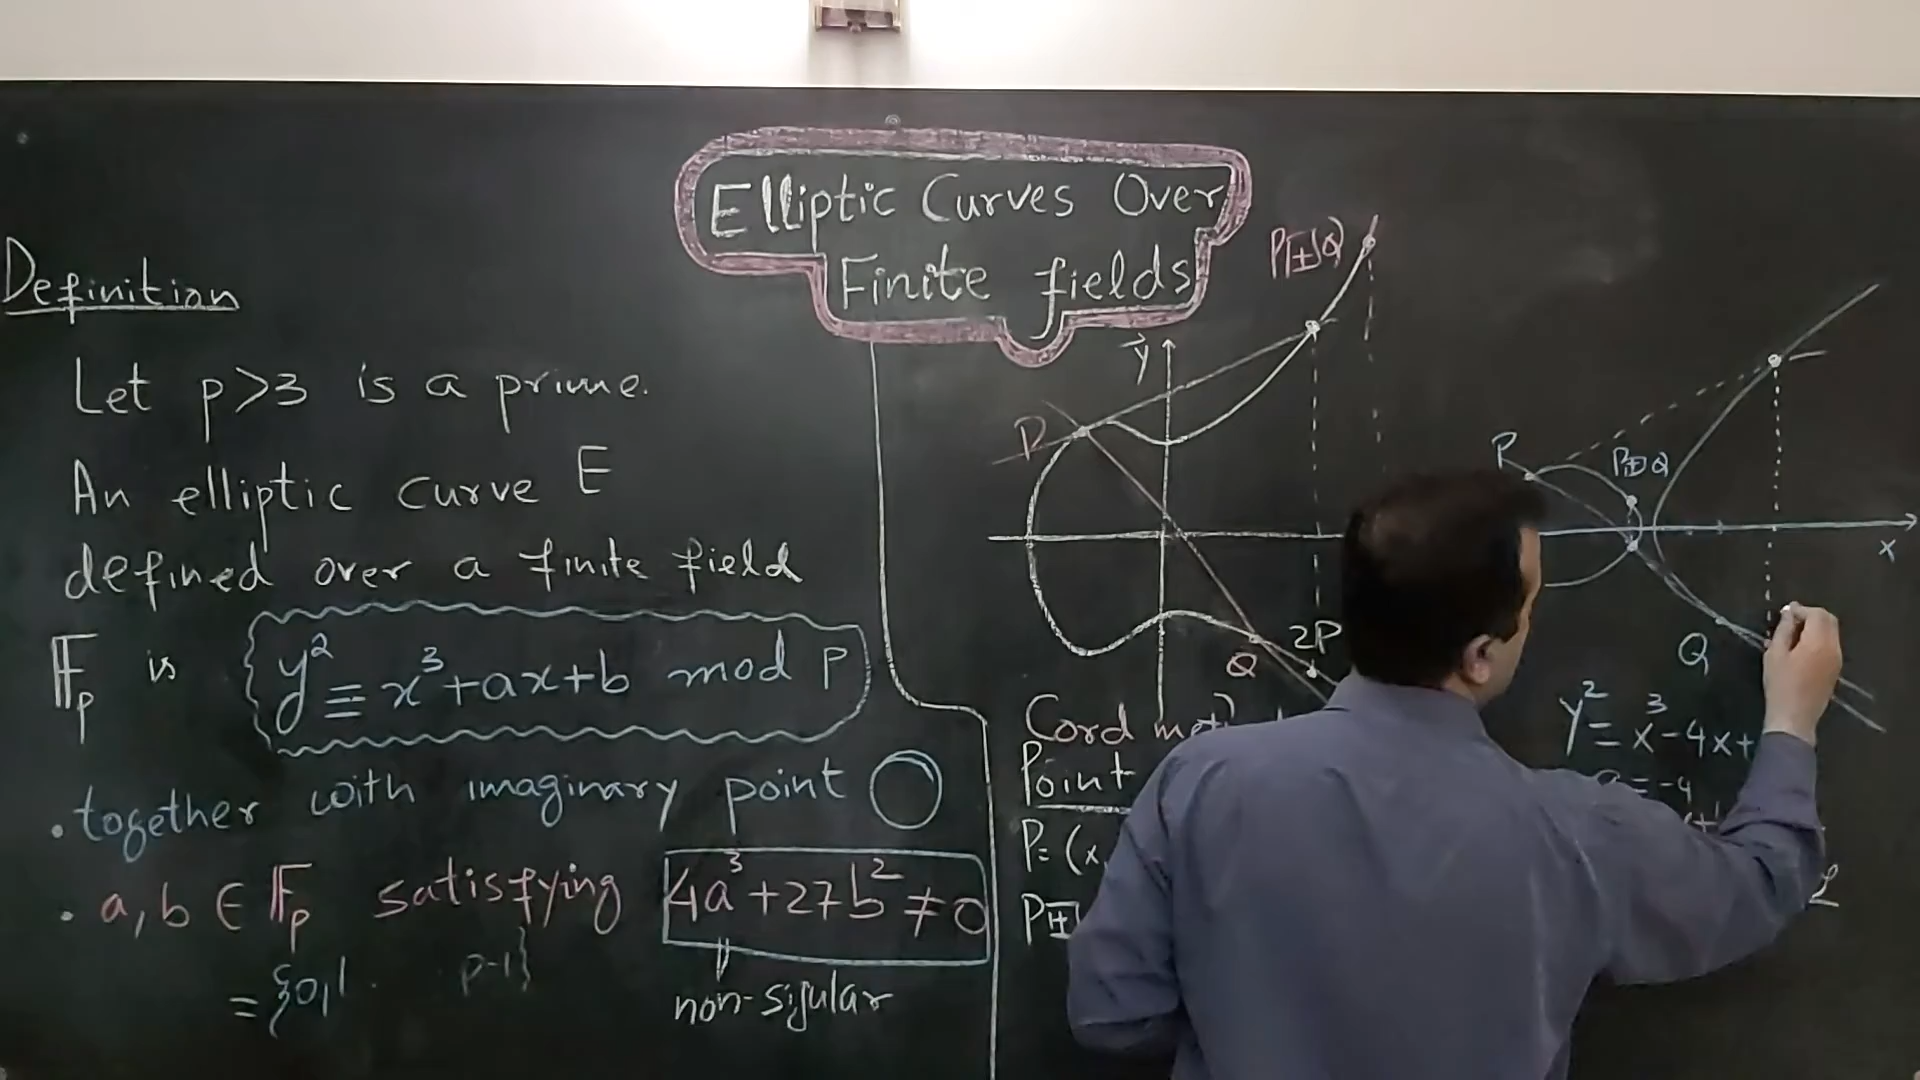 Elliptic Curves Over
Finite fields
Definition
Let p>3 is a prime.
An elliptic curve E
defined over a finite field
𝔽p is y² ≡ x³+ax+b mod p
. together with imaginary point O
. a, b ∈ 𝔽p satisfying 4a³+27b² ≠ 0
= {0,1 . . p-1}
non-sigular
P⊞Q
y
P
Q
2P
Cord
Point
P= (x,
P⊞
P
P⊞Q
x
Q
y² = x³-4x+
= -4